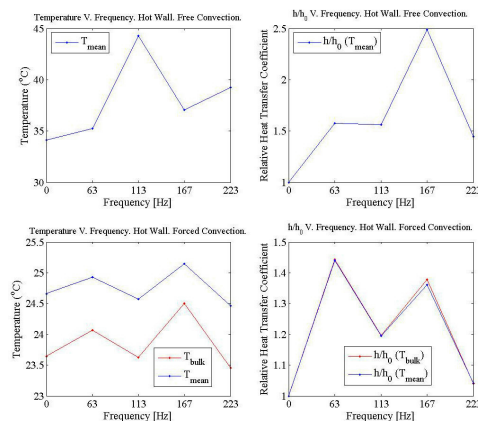 Temperature V. Frequency. Hot Wall. Free Convection.
45
40
35
30
Temperature (°C)
T_mean
0 63 113 167 223
Frequency [Hz]
h/h_0 V. Frequency. Hot Wall. Free Convection.
2.5
2
1.5
1
Relative Heat Transfer Coefficient
h/h_0 (T_mean)
0 63 113 167 223
Frequency [Hz]
Temperature V. Frequency. Hot Wall. Forced Convection.
25.5
25
24.5
24
23.5
23
Temperature (°C)
T_bulk
T_mean
0 63 113 167 223
Frequency [Hz]
h/h_0 V. Frequency. Hot Wall. Forced Convection.
1.5
1.4
1.3
1.2
1.1
1.0
Relative Heat Transfer Coefficient
h/h_0 (T_bulk)
h/h_0 (T_mean)
0 63 113 167 223
Frequency [Hz]